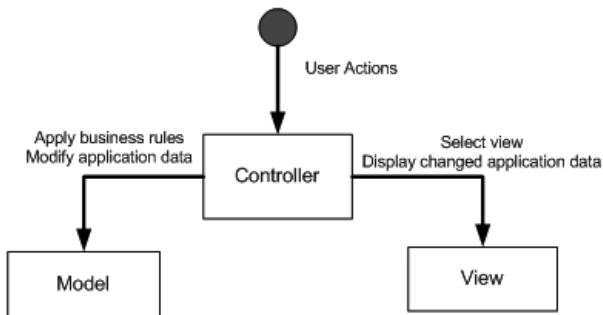 User Actions
Apply business rules
Modify application data
Select view
Display changed application data
Controller
Model
View